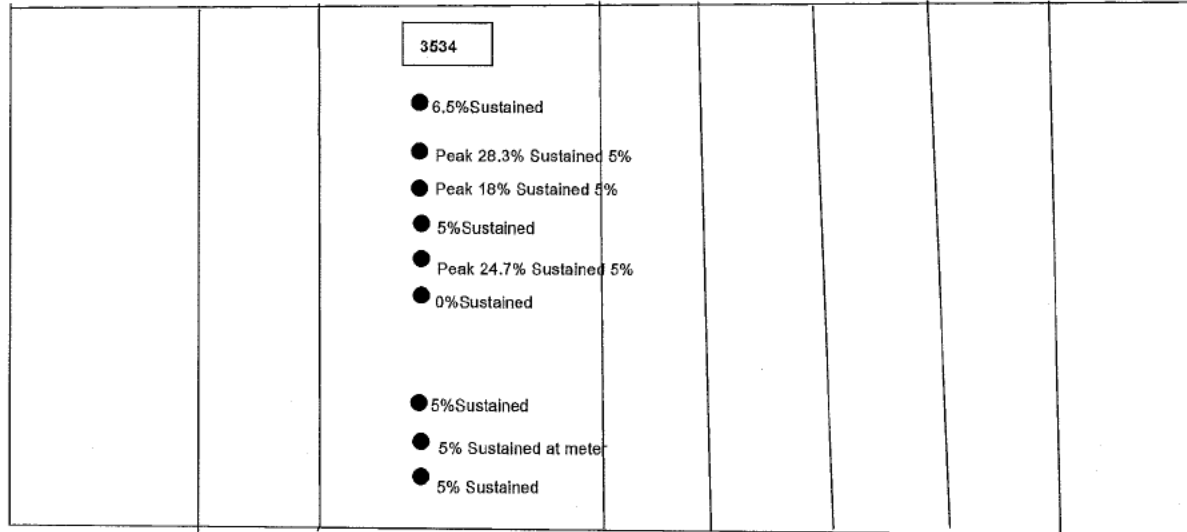 3534
6.5%Sustained
Peak 28.3% Sustained 5%
Peak 18% Sustained 5%
5%Sustained
Peak 24.7% Sustained 5%
0%Sustained
5%Sustained
5% Sustained at meter
5% Sustained